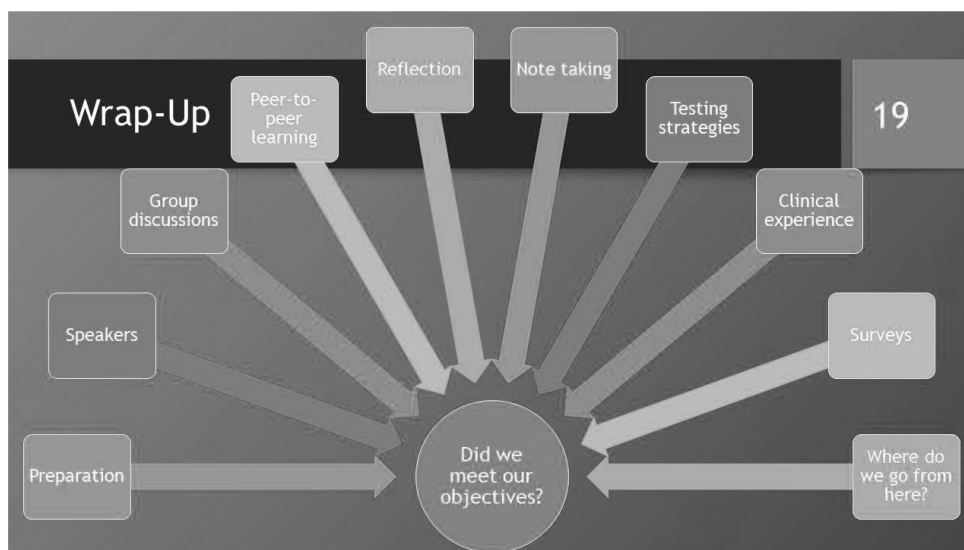 Wrap-Up
19
Preparation
Speakers
Group
discussions
Peer-to-
peer
learning
Reflection
Note taking
Testing
strategies
Clinical
experience
Surveys
Where do
we go from
here?
Did we
meet our
objectives?